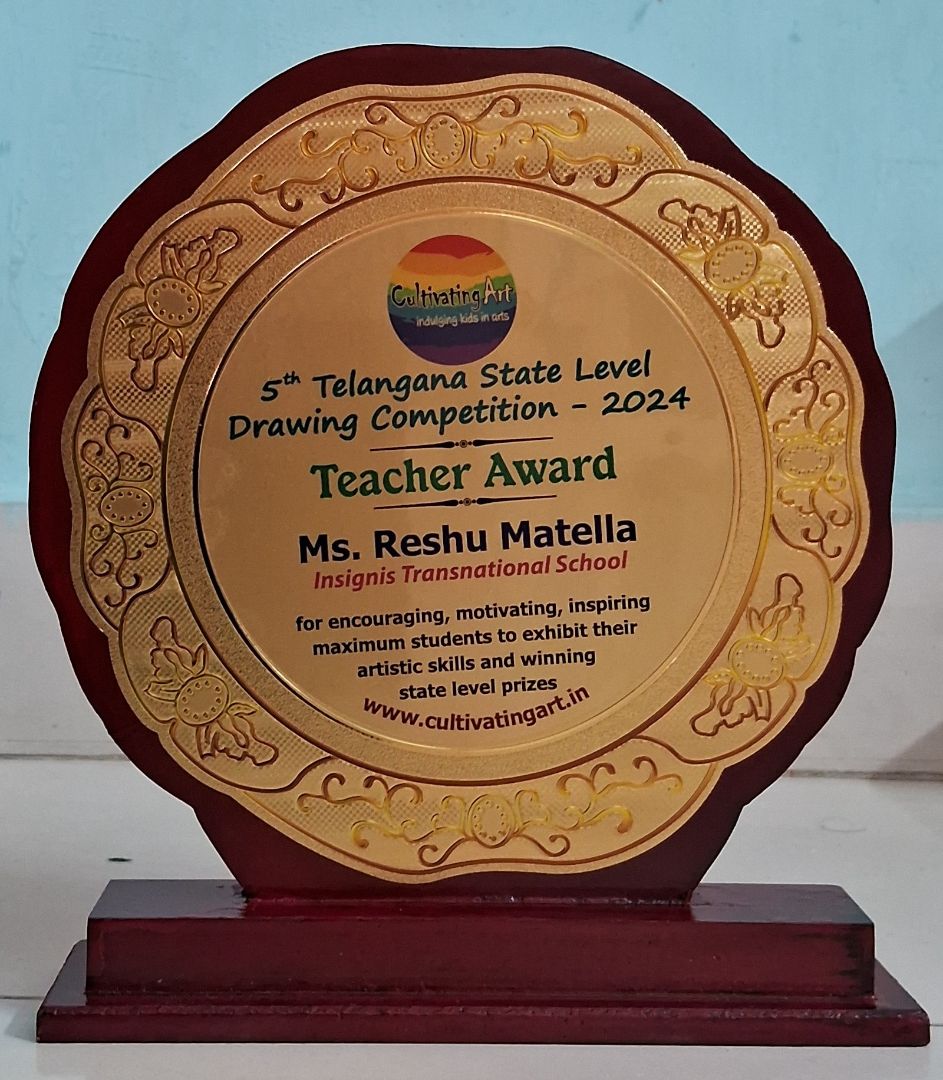 Cultivating Art
indulging kids in arts
5th Telangana State Level
Drawing Competition - 2024
Teacher Award
Ms. Reshu Matella
Insignis Transnational School
for encouraging, motivating, inspiring
maximum students to exhibit their
artistic skills and winning
state level prizes
www.cultivatingart.in